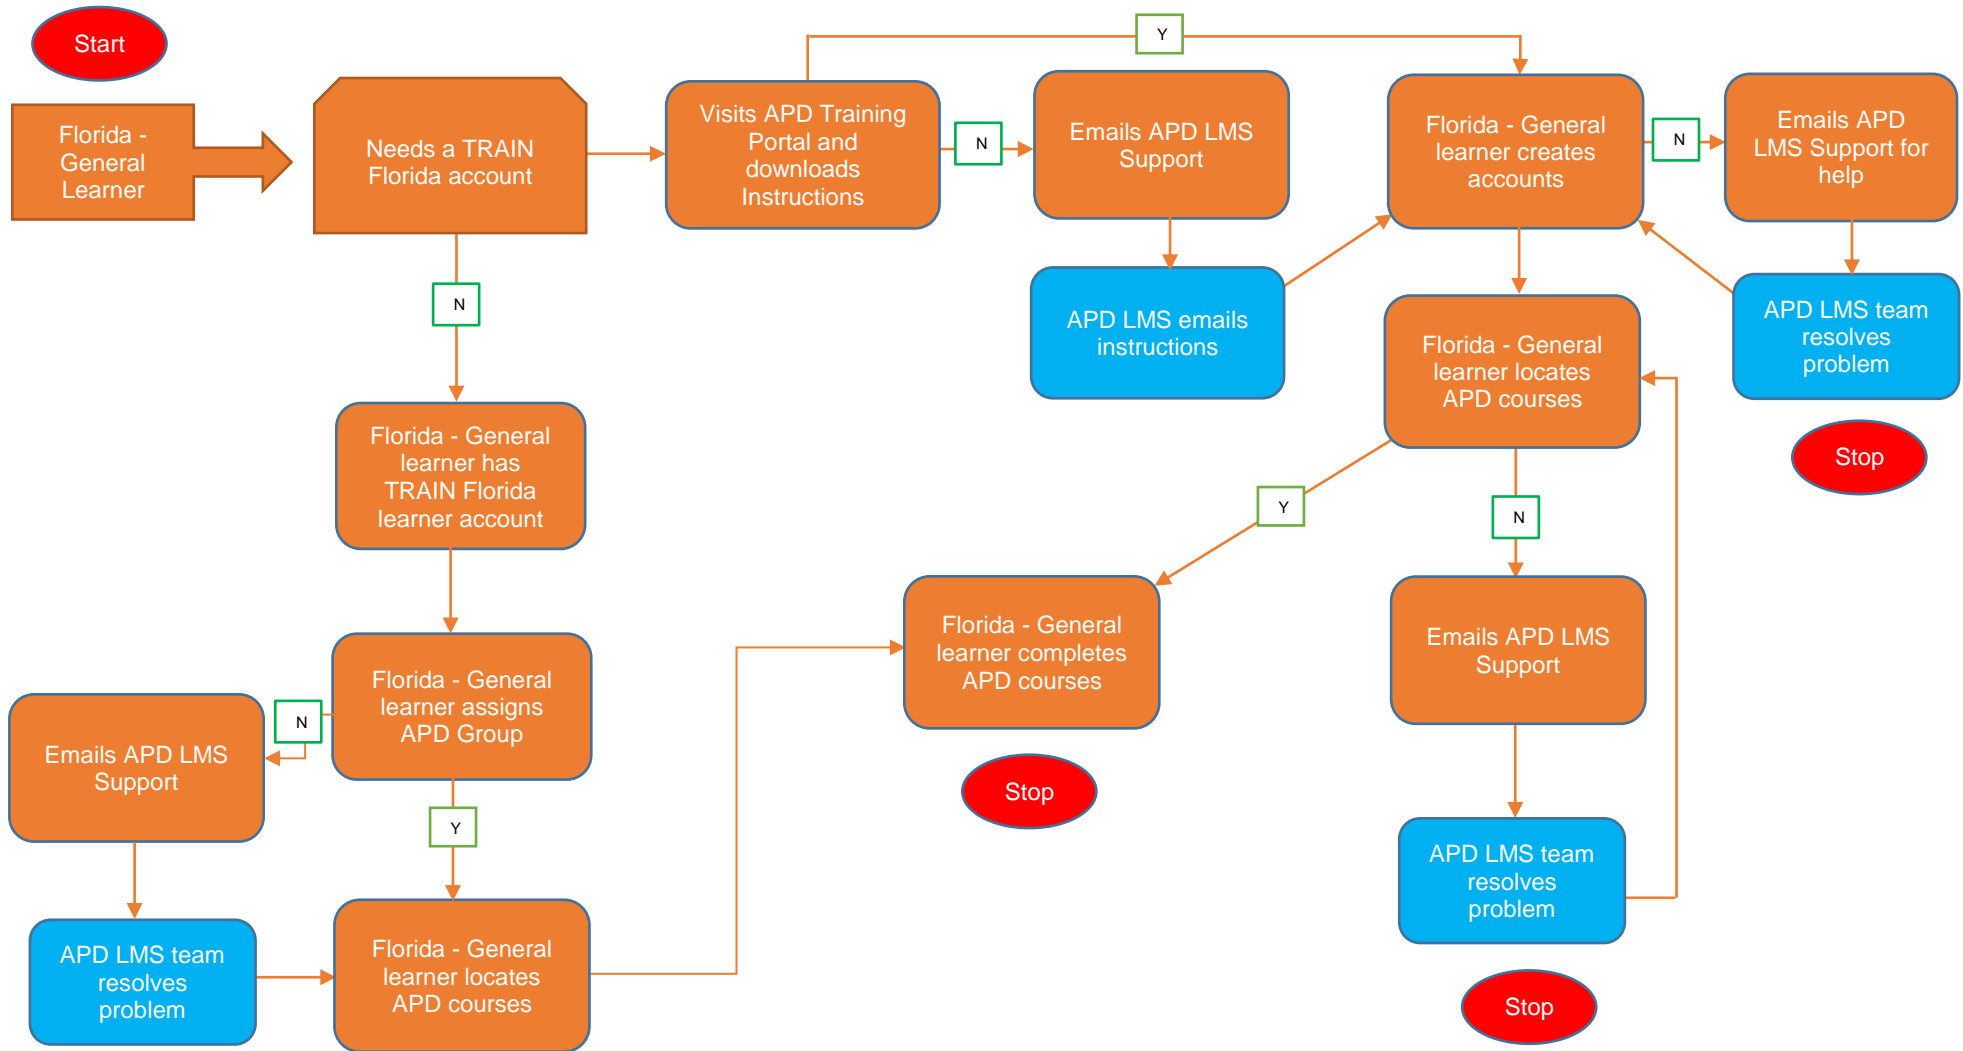 Start
Florida -
General
Learner
Needs a TRAIN
Florida account
Visits APD Training
Portal and
downloads
Instructions
Y
N
Emails APD LMS
Support
Florida - General
learner creates
accounts
N
Emails APD
LMS Support for
help
APD LMS emails
instructions
APD LMS team
resolves
problem
Stop
Florida - General
learner locates
APD courses
N
Florida - General
learner has
TRAIN Florida
learner account
Y
N
Florida - General
learner completes
APD courses
Stop
Emails APD LMS
Support
Florida - General
learner assigns
APD Group
N
Emails APD LMS
Support
Y
APD LMS team
resolves
problem
Florida - General
learner locates
APD courses
APD LMS team
resolves
problem
Stop